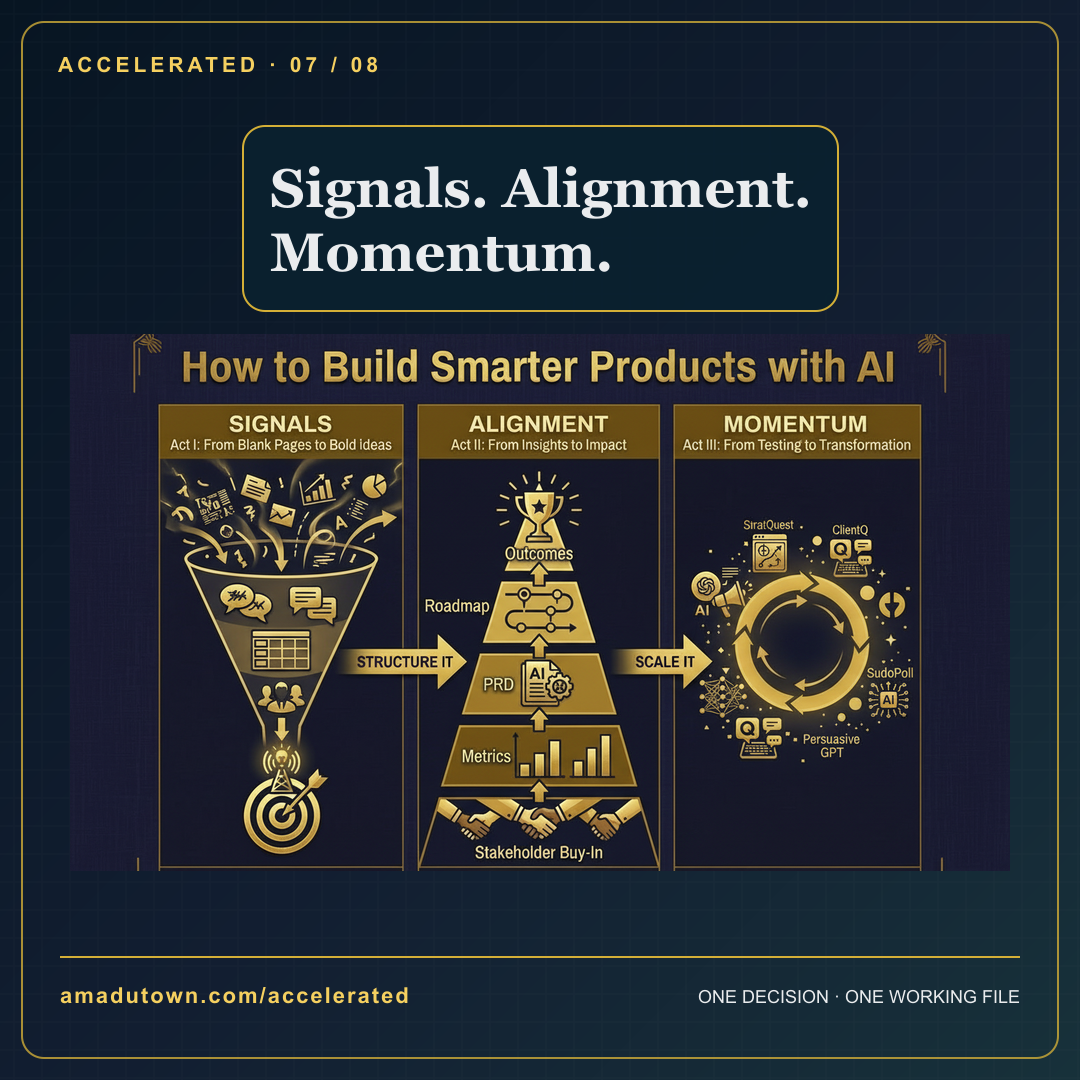 ACCELERATED · 07 / 08
Signals. Alignment.
Momentum.
How to Build Smarter Products with AI
SIGNALS
Act I: From Blank Pages to Bold ideas
ALIGNMENT
Act II: From Insights to Impact
MOMENTUM
Act III: From Testing to Transformation
A
STRUCTURE IT
Outcomes
Roadmap
AI
PRD
Metrics
Stakeholder Buy-In
SCALE IT
SıratQuest
ClientQ
Q
AI
SudoPoll
AI
Q
Persuasive
GPT
amadutown.com/accelerated
ONE DECISION · ONE WORKING FILE